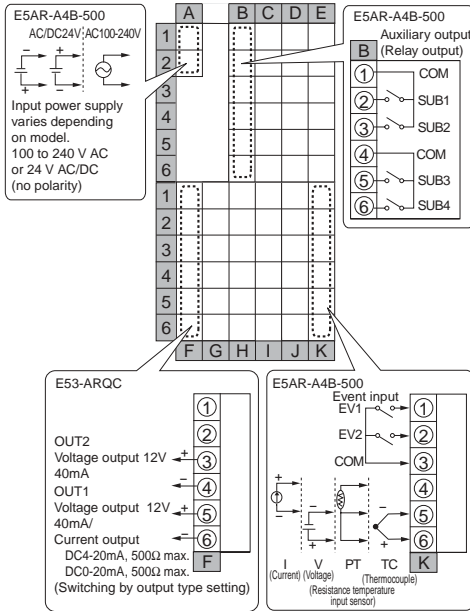 E5AR-A4B-500
AC/DC24V AC100-240V
− + 
+ −
Input power supply
varies depending
on model.
100 to 240 V AC
or 24 V AC/DC
(no polarity)
A B C D E
1
2
3
4
5
6
1
2
3
4
5
6
F G H I J K
E5AR-A4B-500
Auxiliary output
(Relay output)
B
1 COM
2 SUB1
3 SUB2
4 COM
5 SUB3
6 SUB4
E53-ARQC
1
2
OUT2
Voltage output 12V + 3
40mA − 4
OUT1
Voltage output 12V + 5
40mA/
Current output − 6
DC4-20mA, 500Ω max.
DC0-20mA, 500Ω max.
F
(Switching by output type setting)
E5AR-A4B-500
Event input
EV1 1
EV2 2
COM 3
4
5
6
K
+ − − + − +
I V PT TC
(Current) (Voltage) (Thermocouple)
(Resistance temperature
input sensor)